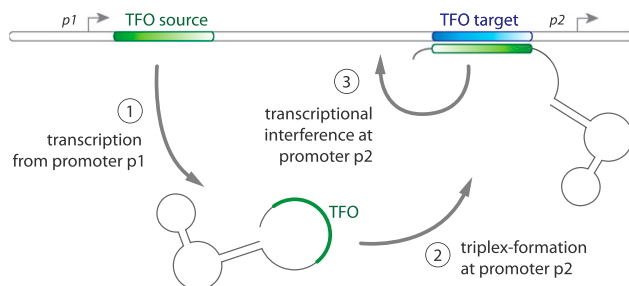 p1
TFO source
TFO target
p2
1
transcription
from promoter p1
3
transcriptional
interference at
promoter p2
TFO
2
triplex-formation
at promoter p2